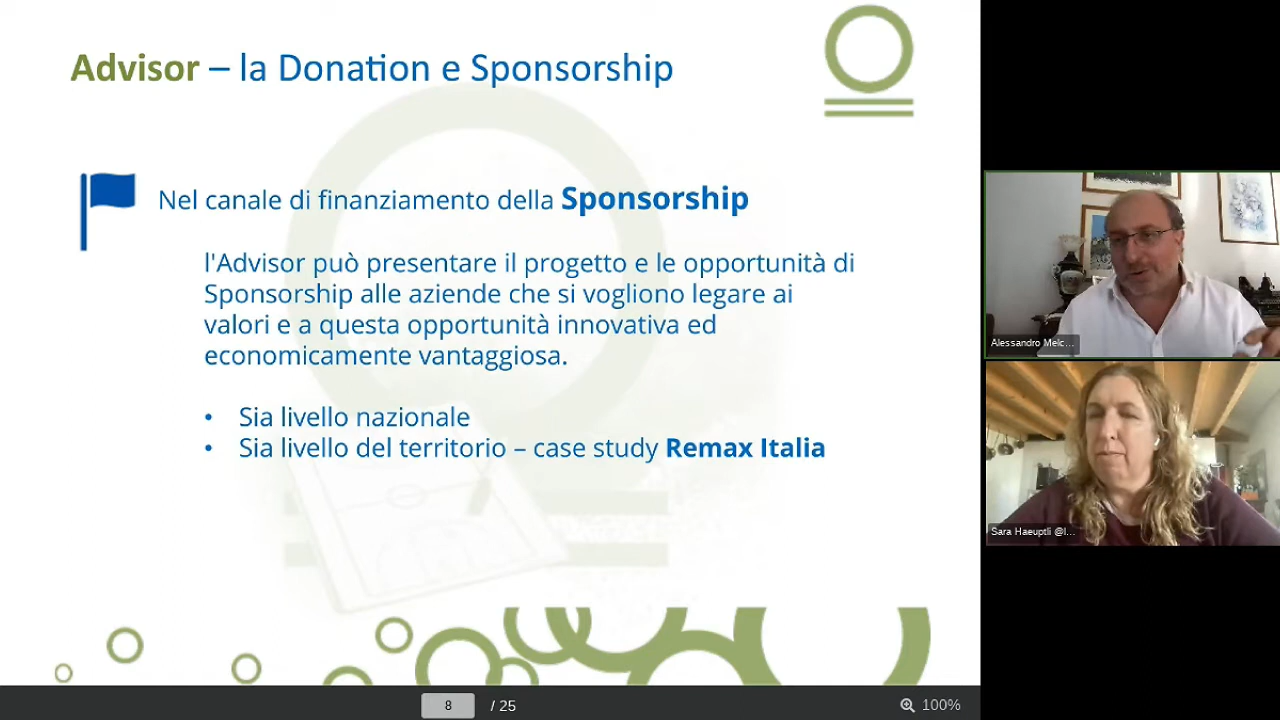 Advisor – la Donation e Sponsorship
Nel canale di finanziamento della Sponsorship
l'Advisor può presentare il progetto e le opportunità di
Sponsorship alle aziende che si vogliono legare ai
valori e a questa opportunità innovativa ed
economicamente vantaggiosa.
• Sia livello nazionale
• Sia livello del territorio – case study Remax Italia
8 / 25
100%
Alessandro Melc...
Sara Haeuptli @l...